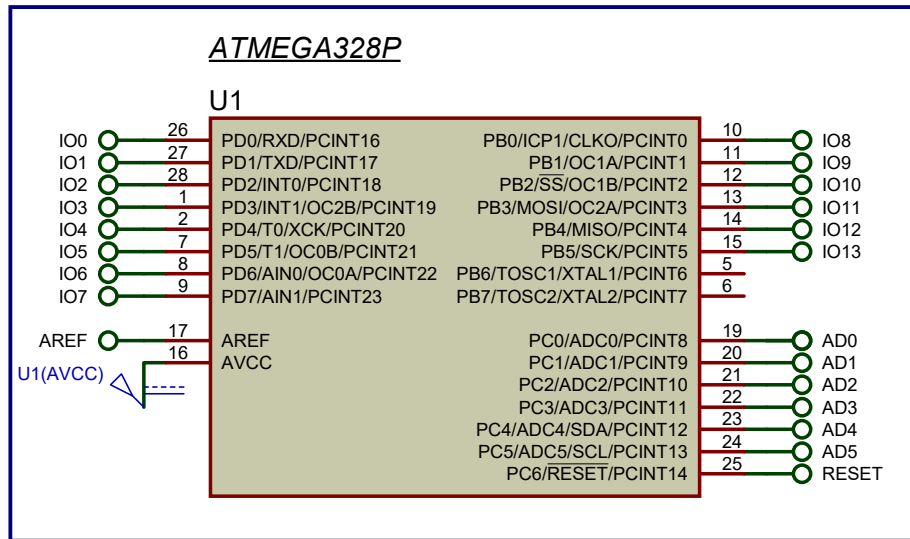 ATMEGA328P
U1
IO0 26 PD0/RXD/PCINT16 PB0/ICP1/CLKO/PCINT0 10 IO8
IO1 27 PD1/TXD/PCINT17 PB1/OC1A/PCINT1 11 IO9
IO2 28 PD2/INT0/PCINT18 PB2/SS/OC1B/PCINT2 12 IO10
IO3 1 PD3/INT1/OC2B/PCINT19 PB3/MOSI/OC2A/PCINT3 13 IO11
IO4 2 PD4/T0/XCK/PCINT20 PB4/MISO/PCINT4 14 IO12
IO5 7 PD5/T1/OC0B/PCINT21 PB5/SCK/PCINT5 15 IO13
IO6 8 PD6/AIN0/OC0A/PCINT22 PB6/TOSC1/XTAL1/PCINT6 5
IO7 9 PD7/AIN1/PCINT23 PB7/TOSC2/XTAL2/PCINT7 6
AREF 17 AREF PC0/ADC0/PCINT8 19 AD0
U1(AVCC) 16 AVCC PC1/ADC1/PCINT9 20 AD1
PC2/ADC2/PCINT10 21 AD2
PC3/ADC3/PCINT11 22 AD3
PC4/ADC4/SDA/PCINT12 23 AD4
PC5/ADC5/SCL/PCINT13 24 AD5
PC6/RESET/PCINT14 25 RESET